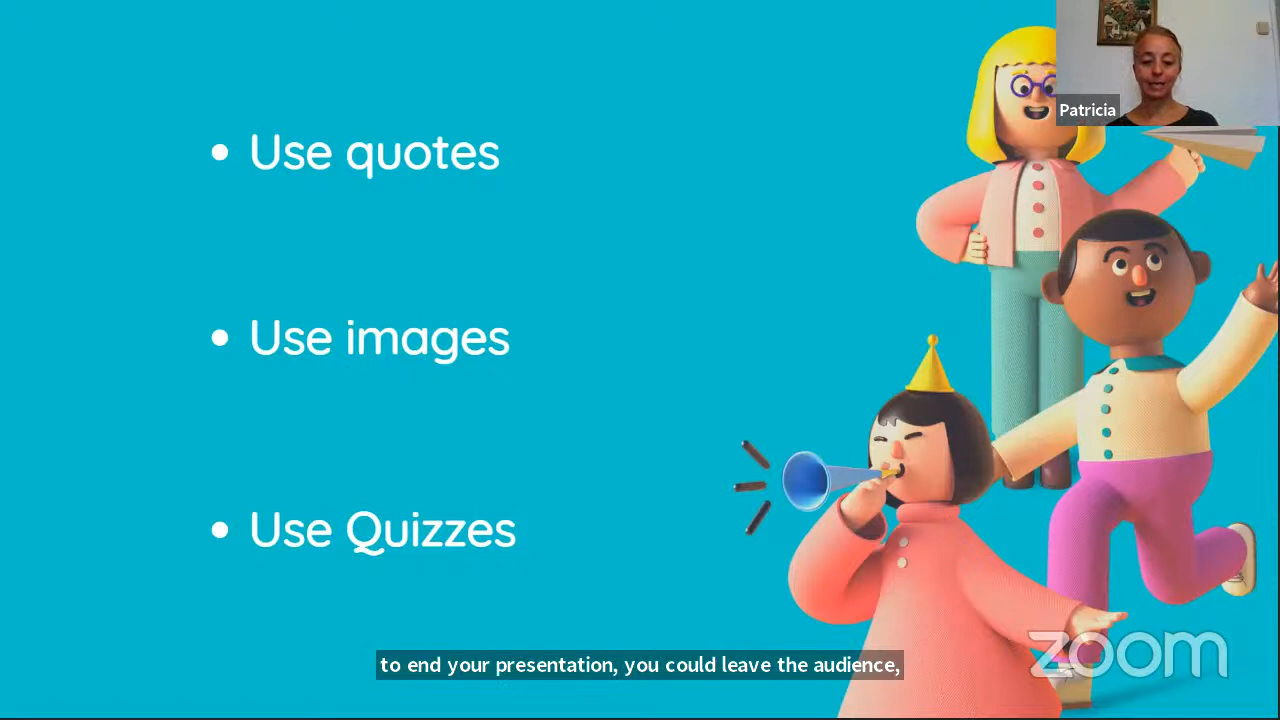 Patricia
• Use quotes
• Use images
• Use Quizzes
to end your presentation, you could leave the audience,
zoom